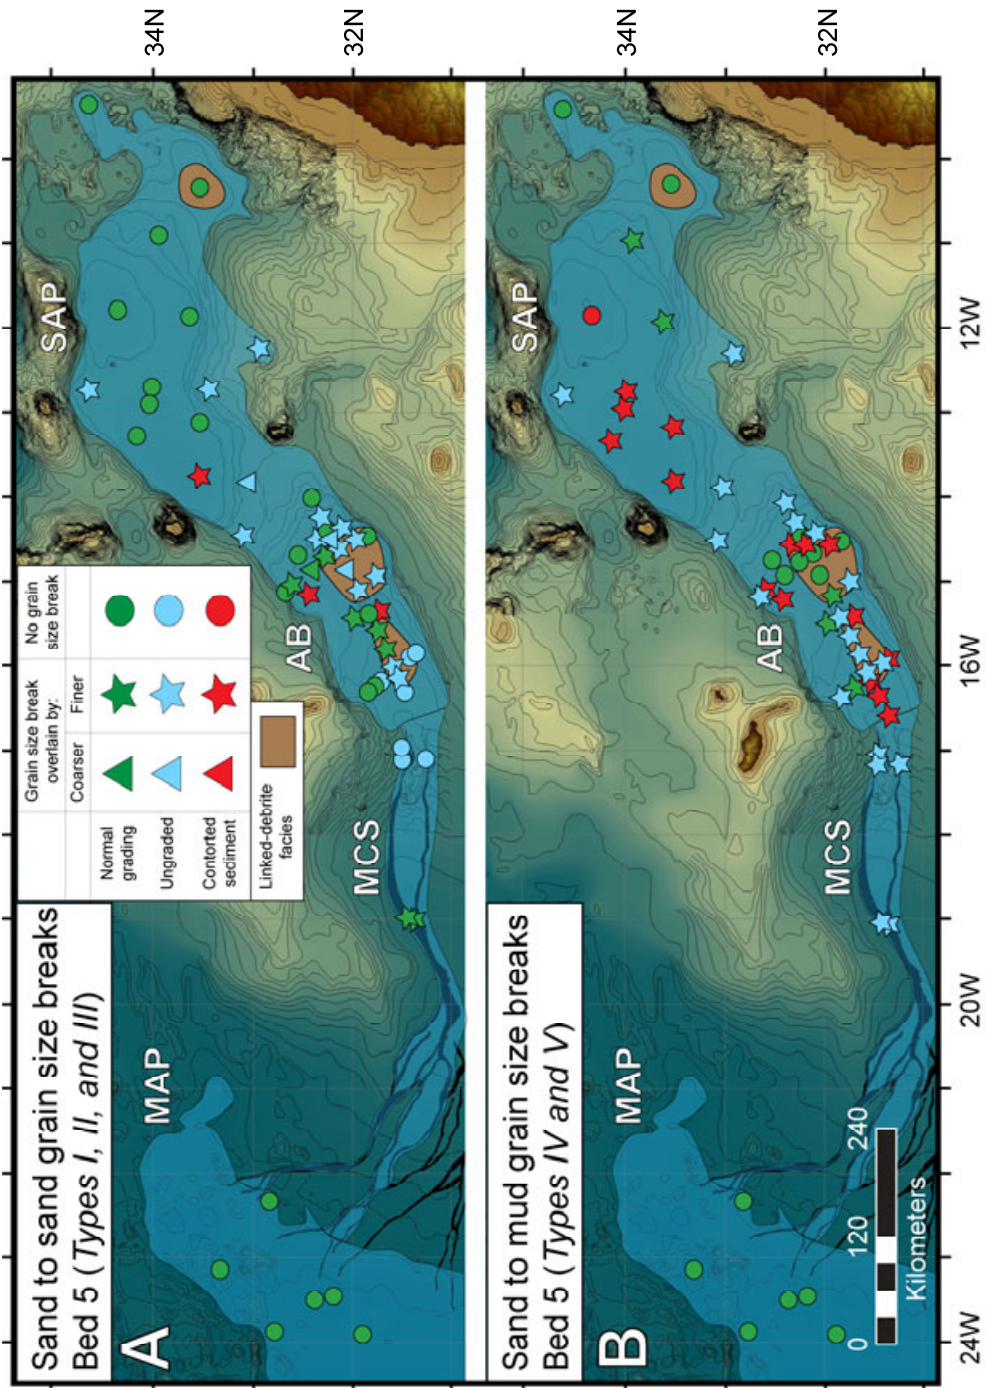 34N
32N
34N
32N
Sand to sand grain size breaks
Bed 5 (Types I, II, and III)
A
MAP
MCS
AB
SAP
Grain size break
overlain by:
No grain
size break
Coarser
Finer
Normal
grading
Ungraded
Contorted
sediment
Linked-debrite
facies
Sand to mud grain size breaks
Bed 5 (Types IV and V)
B
MAP
MCS
AB
SAP
0
120
240
Kilometers
24W
20W
16W
12W